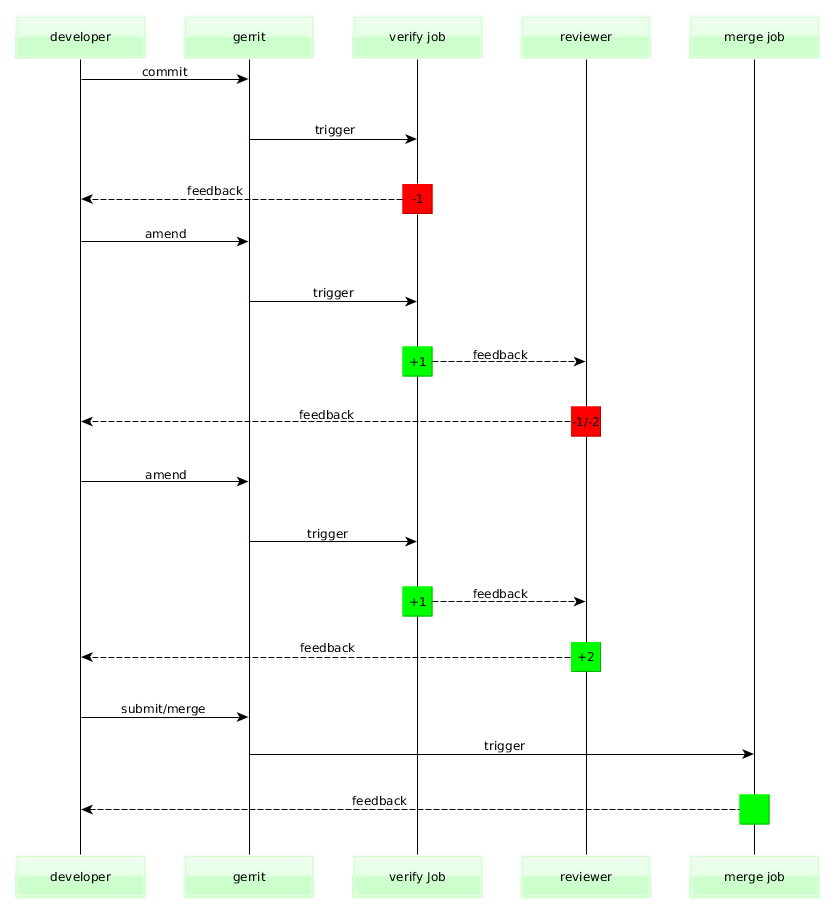 developer
gerrit
verify job
reviewer
merge job
commit
trigger
feedback
-1
amend
trigger
+1
feedback
feedback
-1/-2
amend
trigger
+1
feedback
feedback
+2
submit/merge
trigger
feedback
developer
gerrit
verify Job
reviewer
merge job